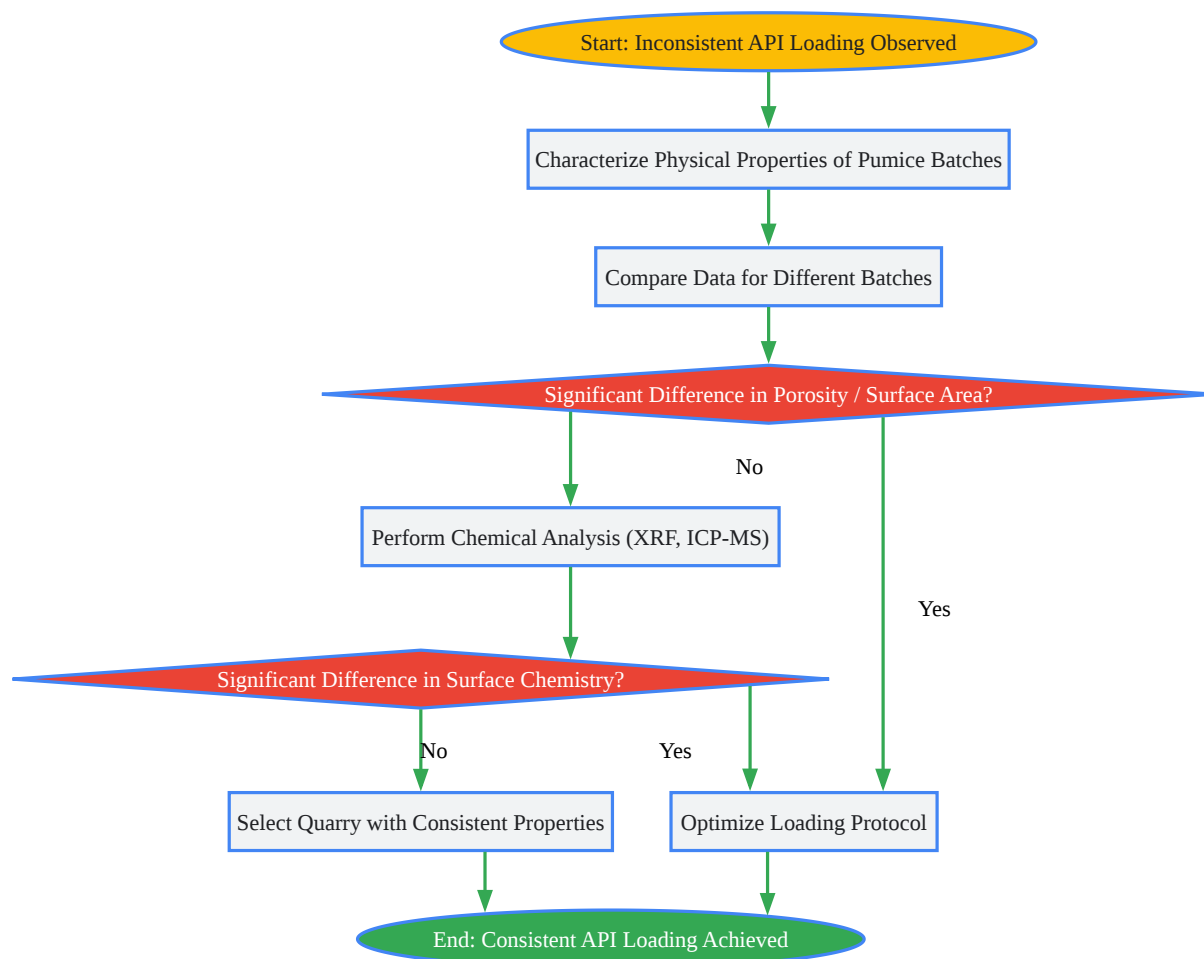 Start: Inconsistent API Loading Observed
Characterize Physical Properties of Pumice Batches
Compare Data for Different Batches
Significant Difference in Porosity / Surface Area?
No
Perform Chemical Analysis (XRF, ICP-MS)
Yes
Significant Difference in Surface Chemistry?
No
Yes
Select Quarry with Consistent Properties
Optimize Loading Protocol
End: Consistent API Loading Achieved